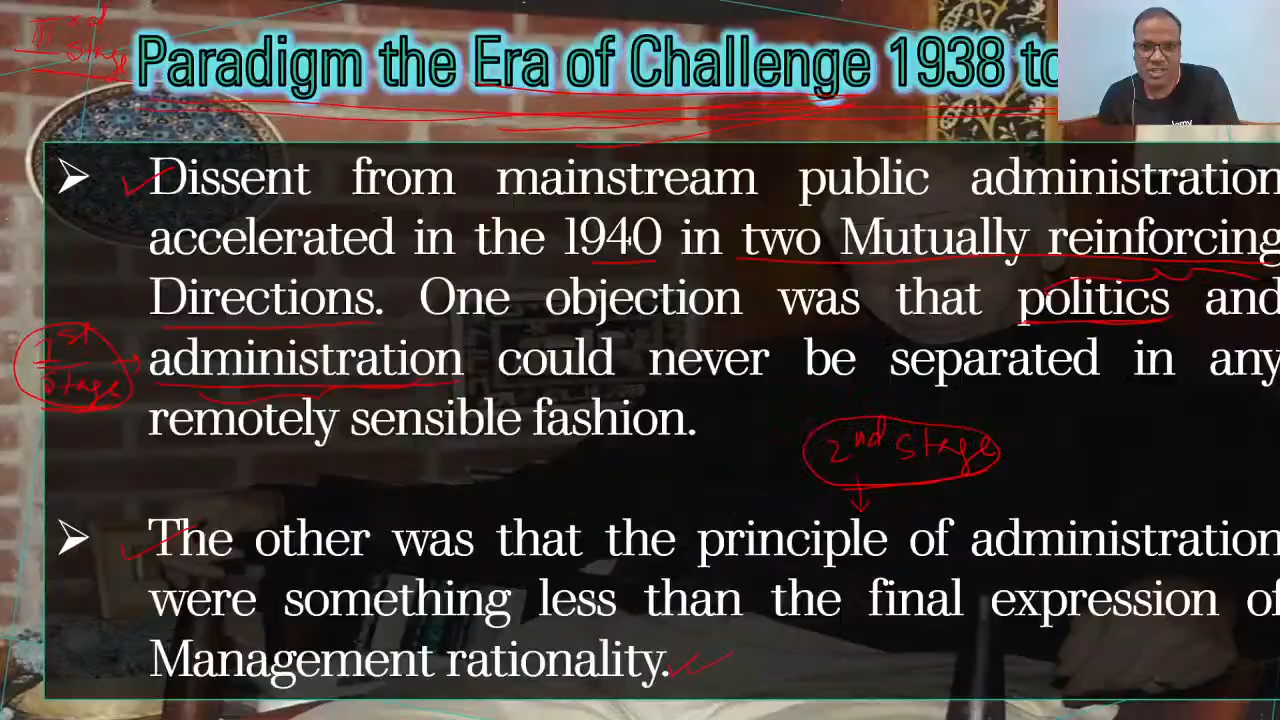 IIIrd
stage
Paradigm the Era of Challenge 1938 to
Dissent from mainstream public administration
accelerated in the 1940 in two Mutually reinforcing
Directions. One objection was that politics and
1st
stage
administration could never be separated in any
remotely sensible fashion.
2nd stage
The other was that the principle of administration
were something less than the final expression of
Management rationality.